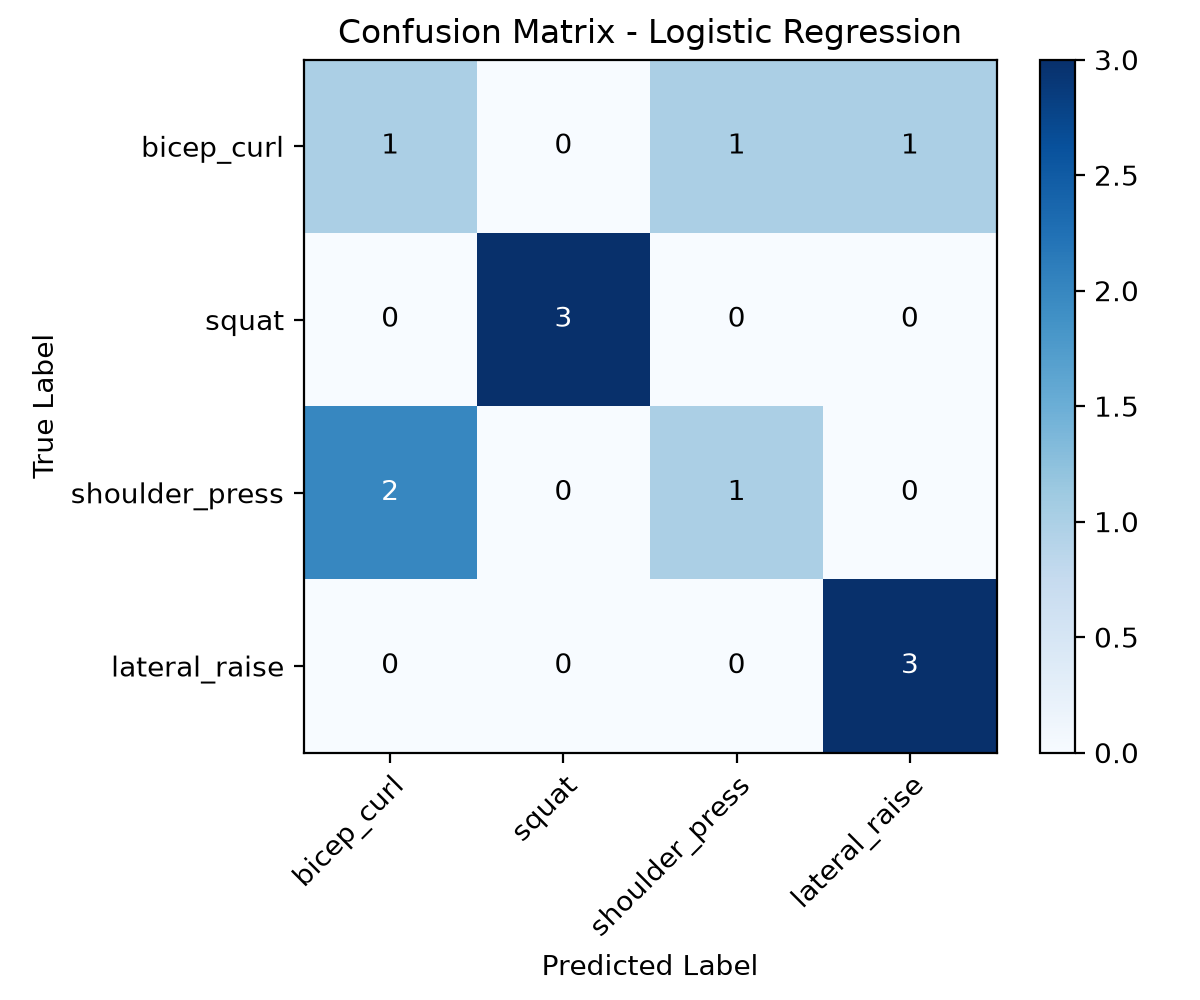 Confusion Matrix - Logistic Regression
True Label
bicep_curl
1 0 1 1
squat
0 3 0 0
shoulder_press
2 0 1 0
lateral_raise
0 0 0 3
bicep_curl
squat
shoulder_press
lateral_raise
Predicted Label
3.0
2.5
2.0
1.5
1.0
0.5
0.0